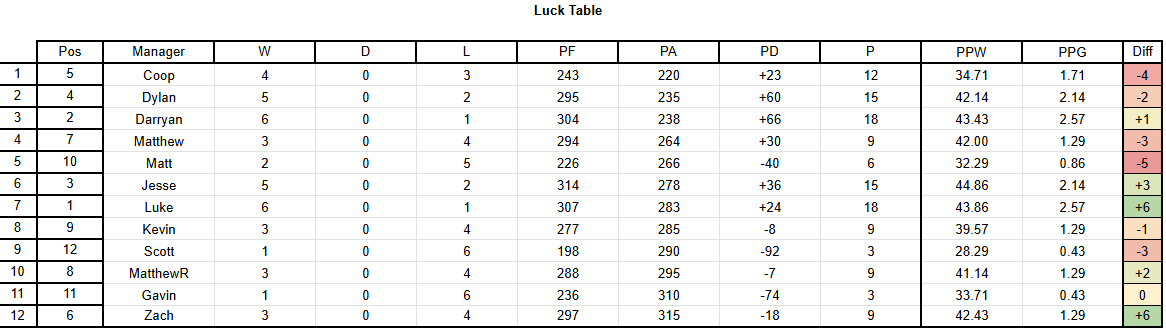 Luck Table
Pos Manager W D L PF PA PD P PPW PPG Diff
1 5 Coop 4 0 3 243 220 +23 12 34.71 1.71 -4
2 4 Dylan 5 0 2 295 235 +60 15 42.14 2.14 -2
3 2 Darryan 6 0 1 304 238 +66 18 43.43 2.57 +1
4 7 Matthew 3 0 4 294 264 +30 9 42.00 1.29 -3
5 10 Matt 2 0 5 226 266 -40 6 32.29 0.86 -5
6 3 Jesse 5 0 2 314 278 +36 15 44.86 2.14 +3
7 1 Luke 6 0 1 307 283 +24 18 43.86 2.57 +6
8 9 Kevin 3 0 4 277 285 -8 9 39.57 1.29 -1
9 12 Scott 1 0 6 198 290 -92 3 28.29 0.43 -3
10 8 MatthewR 3 0 4 288 295 -7 9 41.14 1.29 +2
11 11 Gavin 1 0 6 236 310 -74 3 33.71 0.43 0
12 6 Zach 3 0 4 297 315 -18 9 42.43 1.29 +6